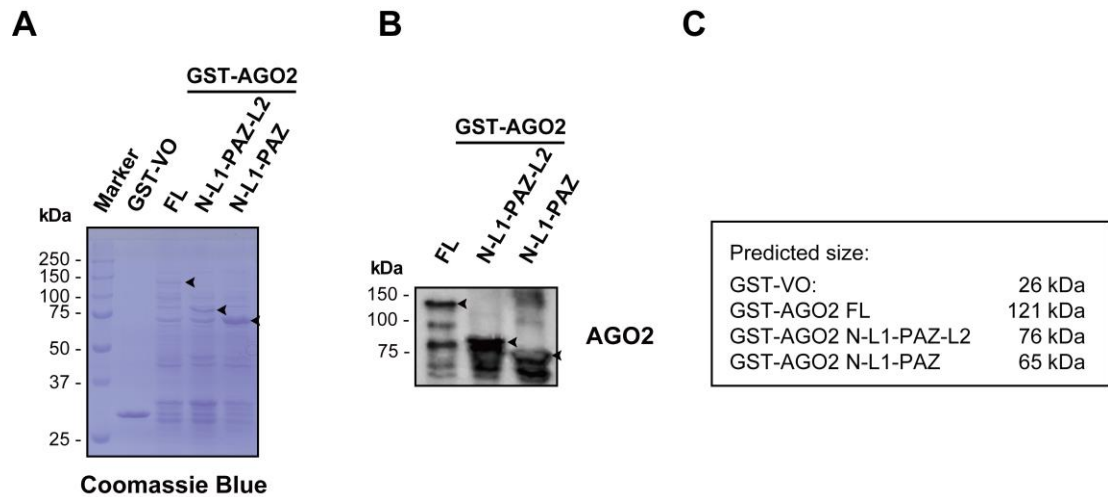 A
GST-AGO2
Marker
GST-VO
FL
N-L1-PAZ-L2
N-L1-PAZ
kDa
250 -
150 -
100 -
75 -
50 -
37 -
25 -
Coomassie Blue
B
GST-AGO2
FL
N-L1-PAZ-L2
N-L1-PAZ
kDa
150 -
100 -
75 -
AGO2
C
Predicted size:
GST-VO: 26 kDa
GST-AGO2 FL 121 kDa
GST-AGO2 N-L1-PAZ-L2 76 kDa
GST-AGO2 N-L1-PAZ 65 kDa